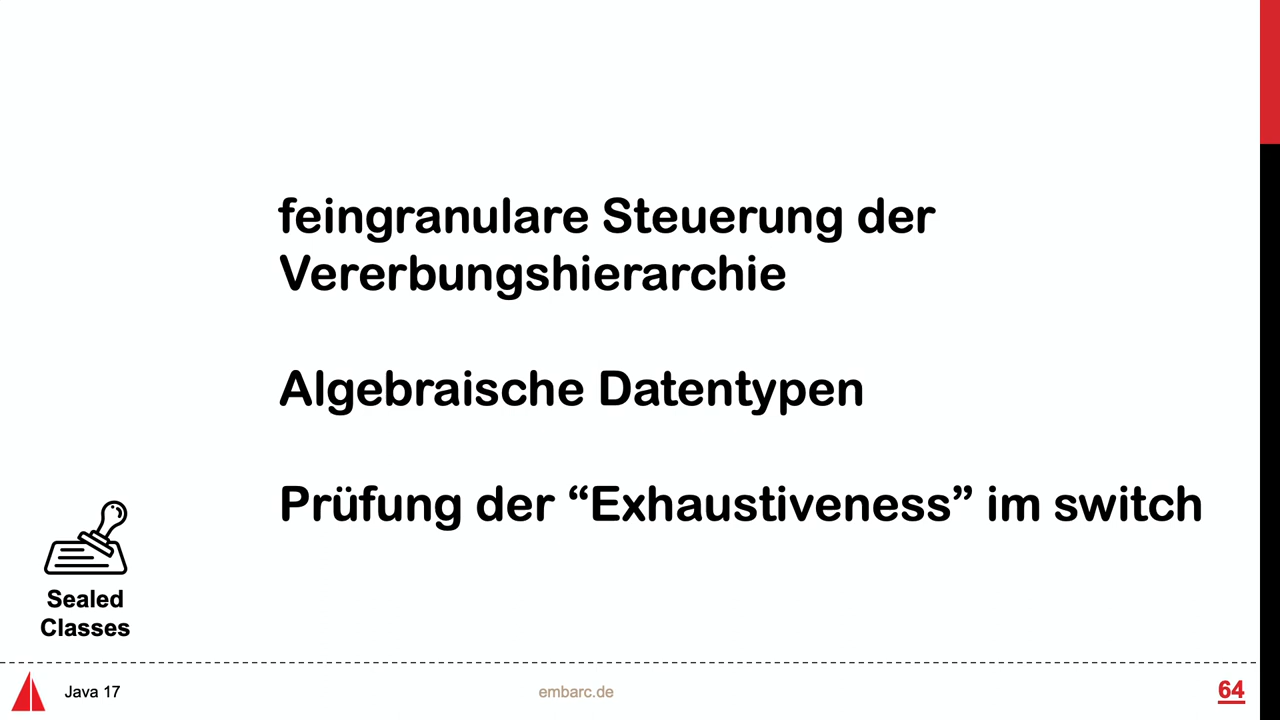 feingranulare Steuerung der
Vererbungshierarchie
Algebraische Datentypen
Prüfung der “Exhaustiveness” im switch
Sealed
Classes
Java 17
embarc.de
64